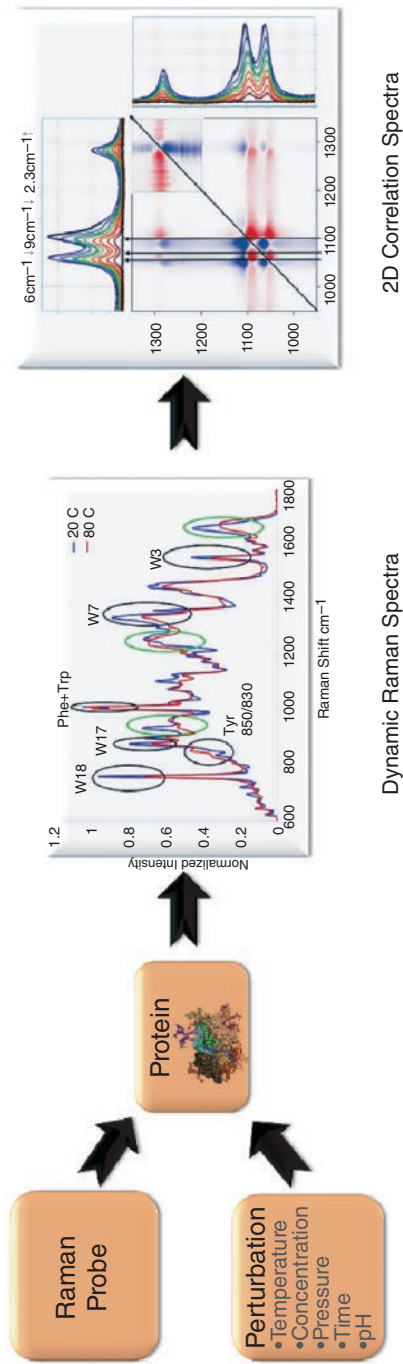 Raman
Probe
Perturbation
•Temperature
•Concentration
•Pressure
•Time
•pH
Protein
Normalized Intensity
1.2
1
0.8
0.6
0.4
0.2
0
600
800
1000
1200
1400
1600
1800
Raman Shift cm−1
W18
W17
Phe+Trp
Tyr
850/830
W7
W3
20 C
80 C
Dynamic Raman Spectra
6cm−1↓9cm−1↓ 2.3cm−1↑
1300
1200
1100
1000
1000
1100
1200
1300
2D Correlation Spectra